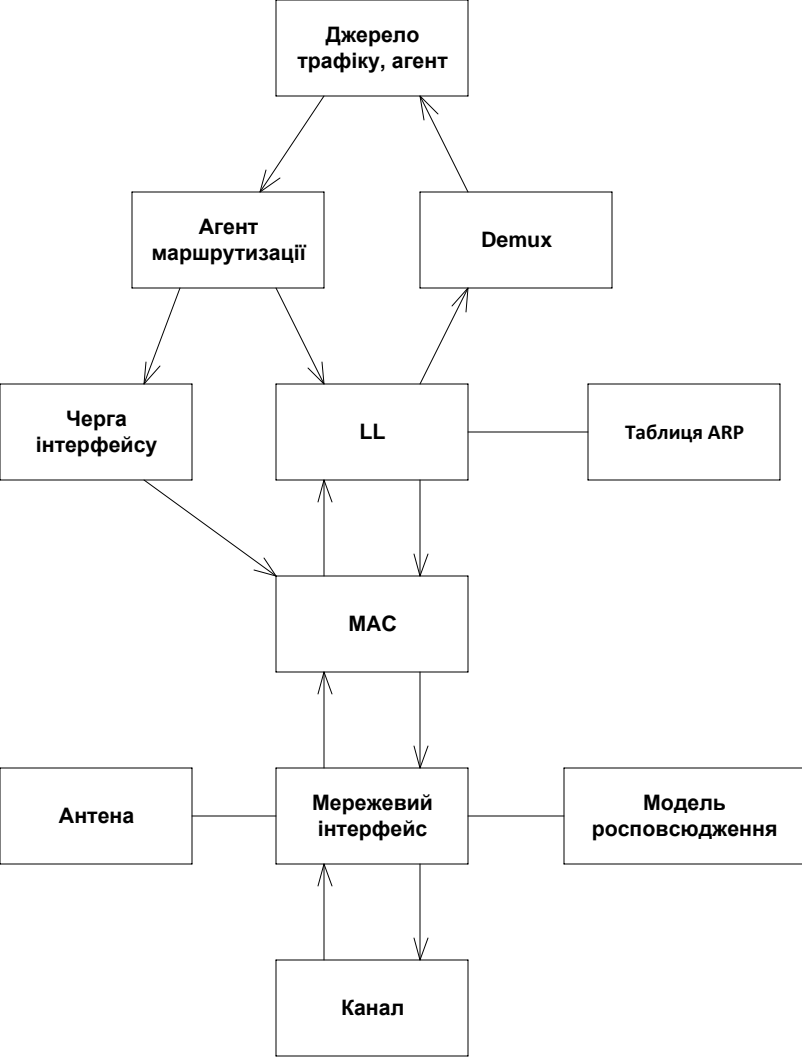 Джерело
трафіку, агент
Агент
маршрутизації
Demux
Черга
інтерфейсу
LL
Таблиця ARP
MAC
Антена
Мережевий
інтерфейс
Модель
росповсюдження
Канал